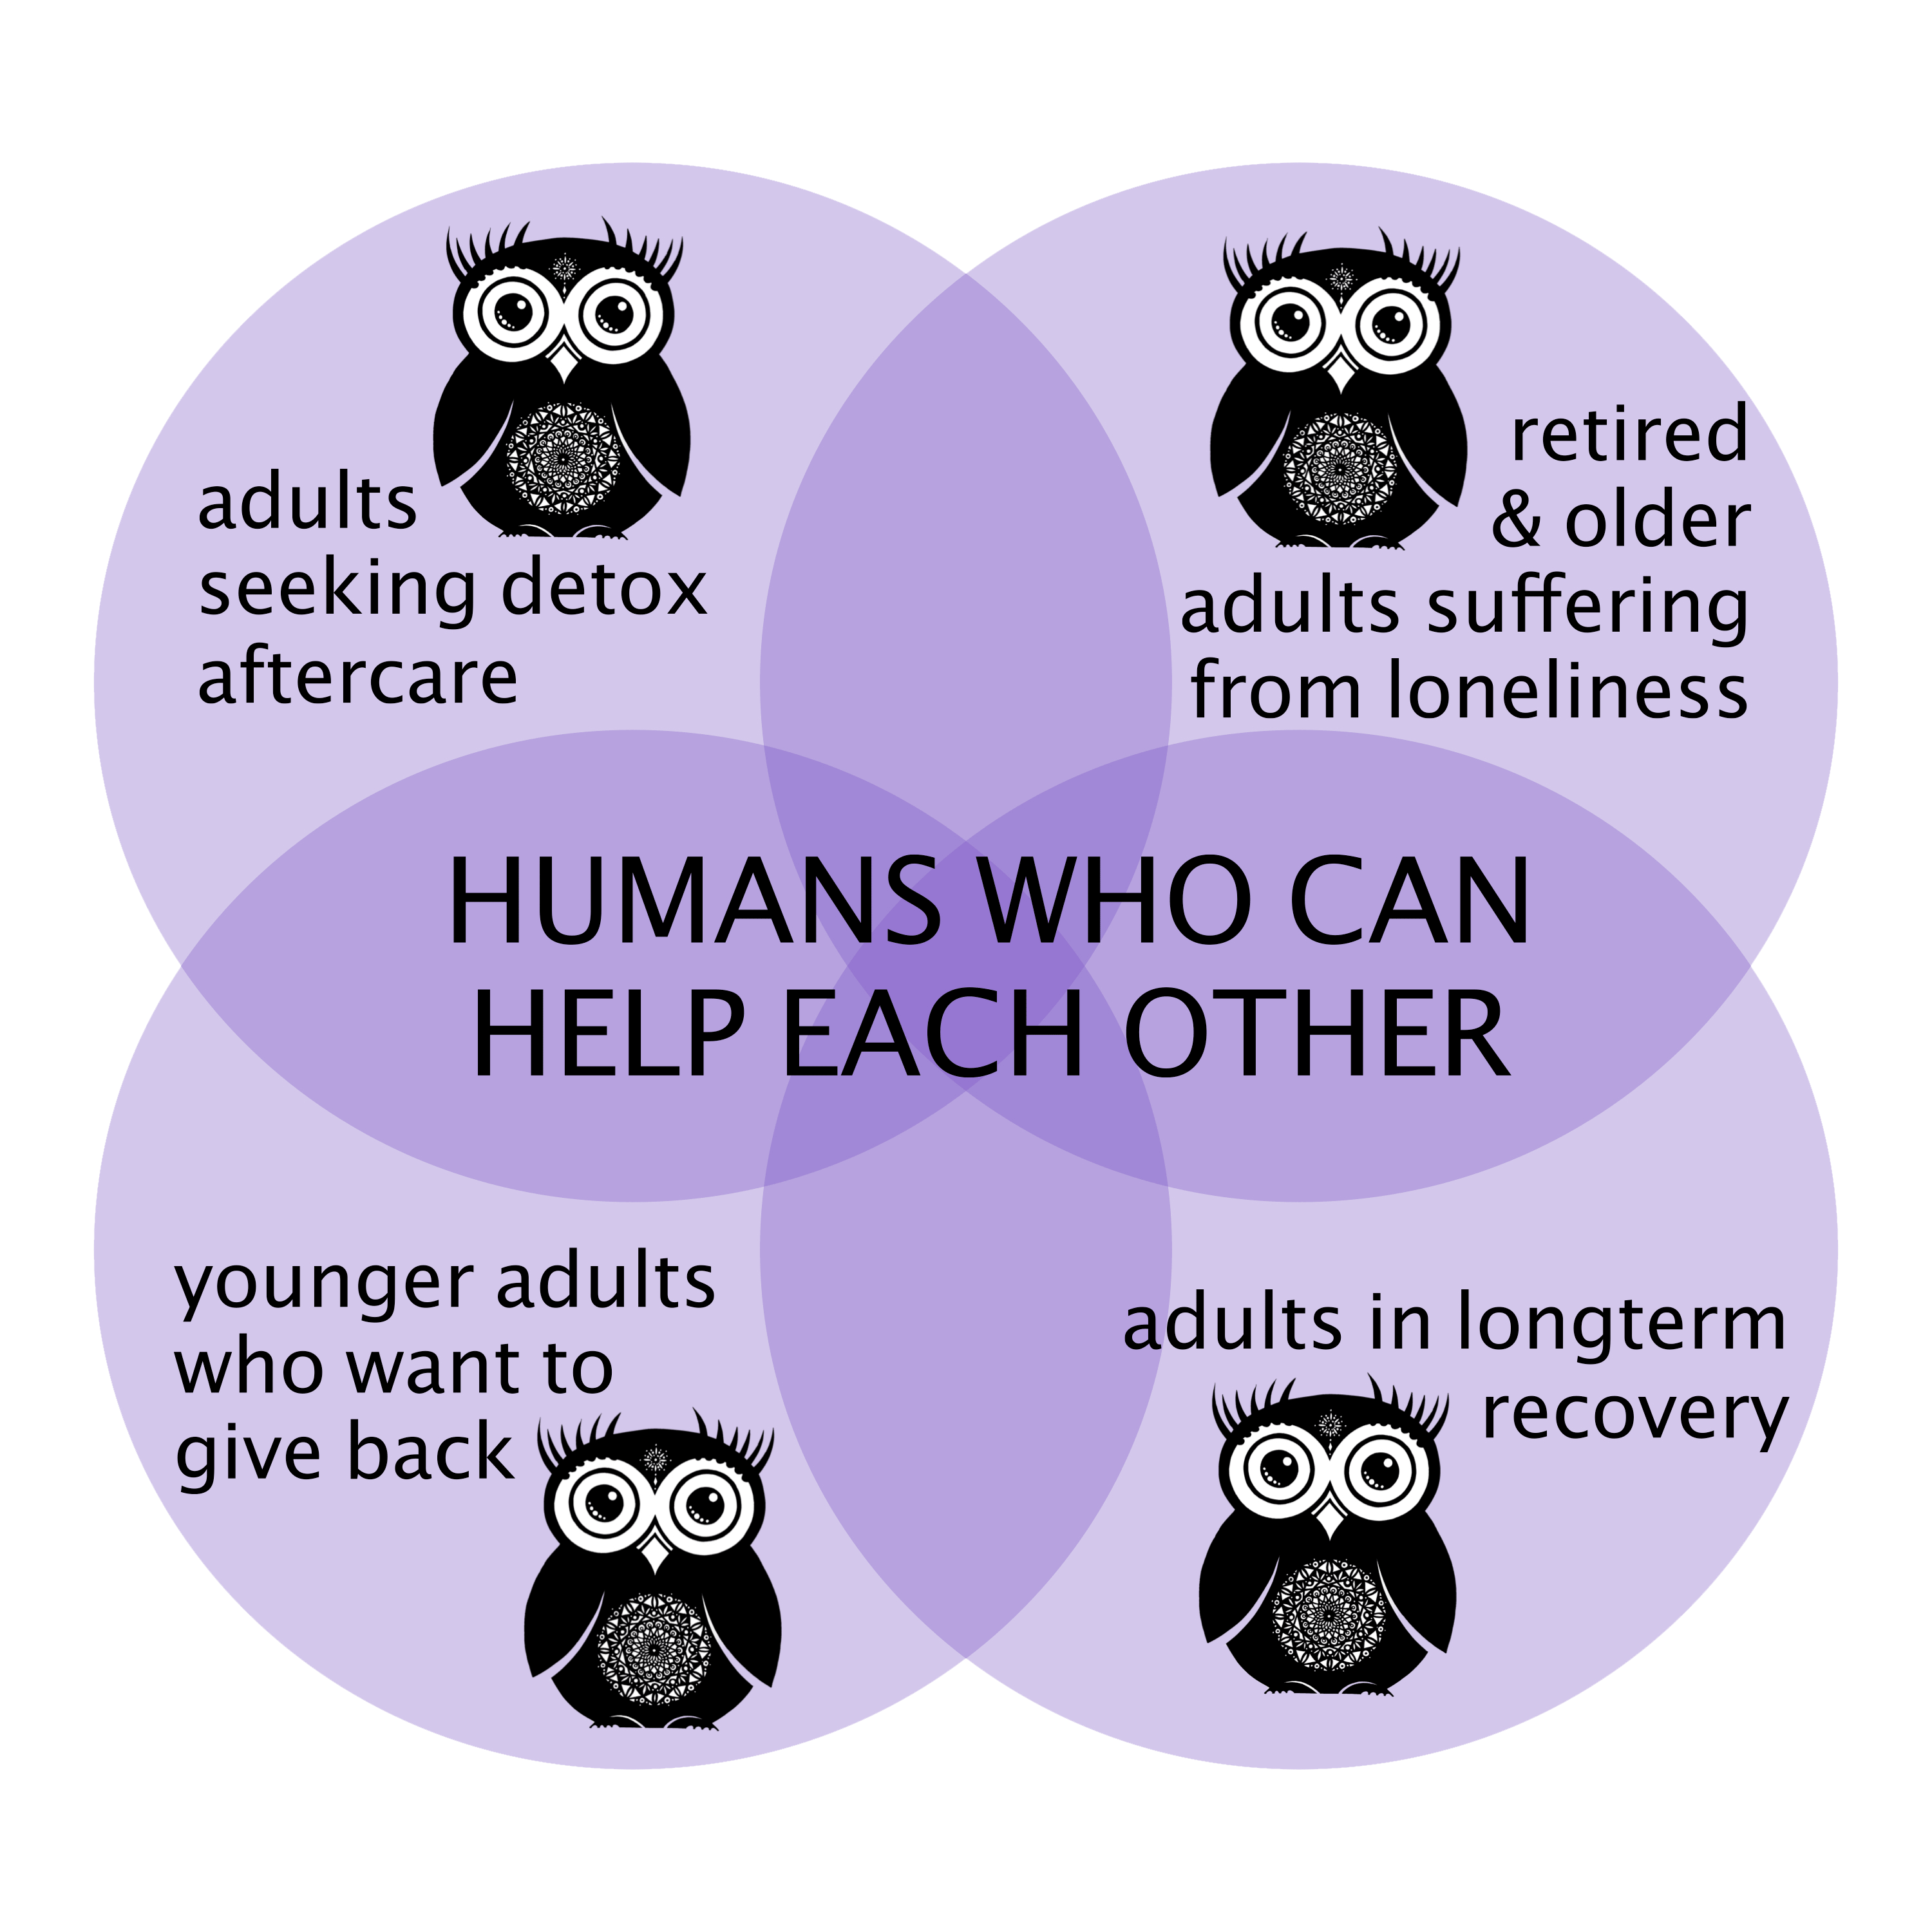 adults
seeking detox
aftercare
retired
& older
adults suffering
from loneliness
HUMANS WHO CAN
HELP EACH OTHER
younger adults
who want to
give back
adults in longterm
recovery